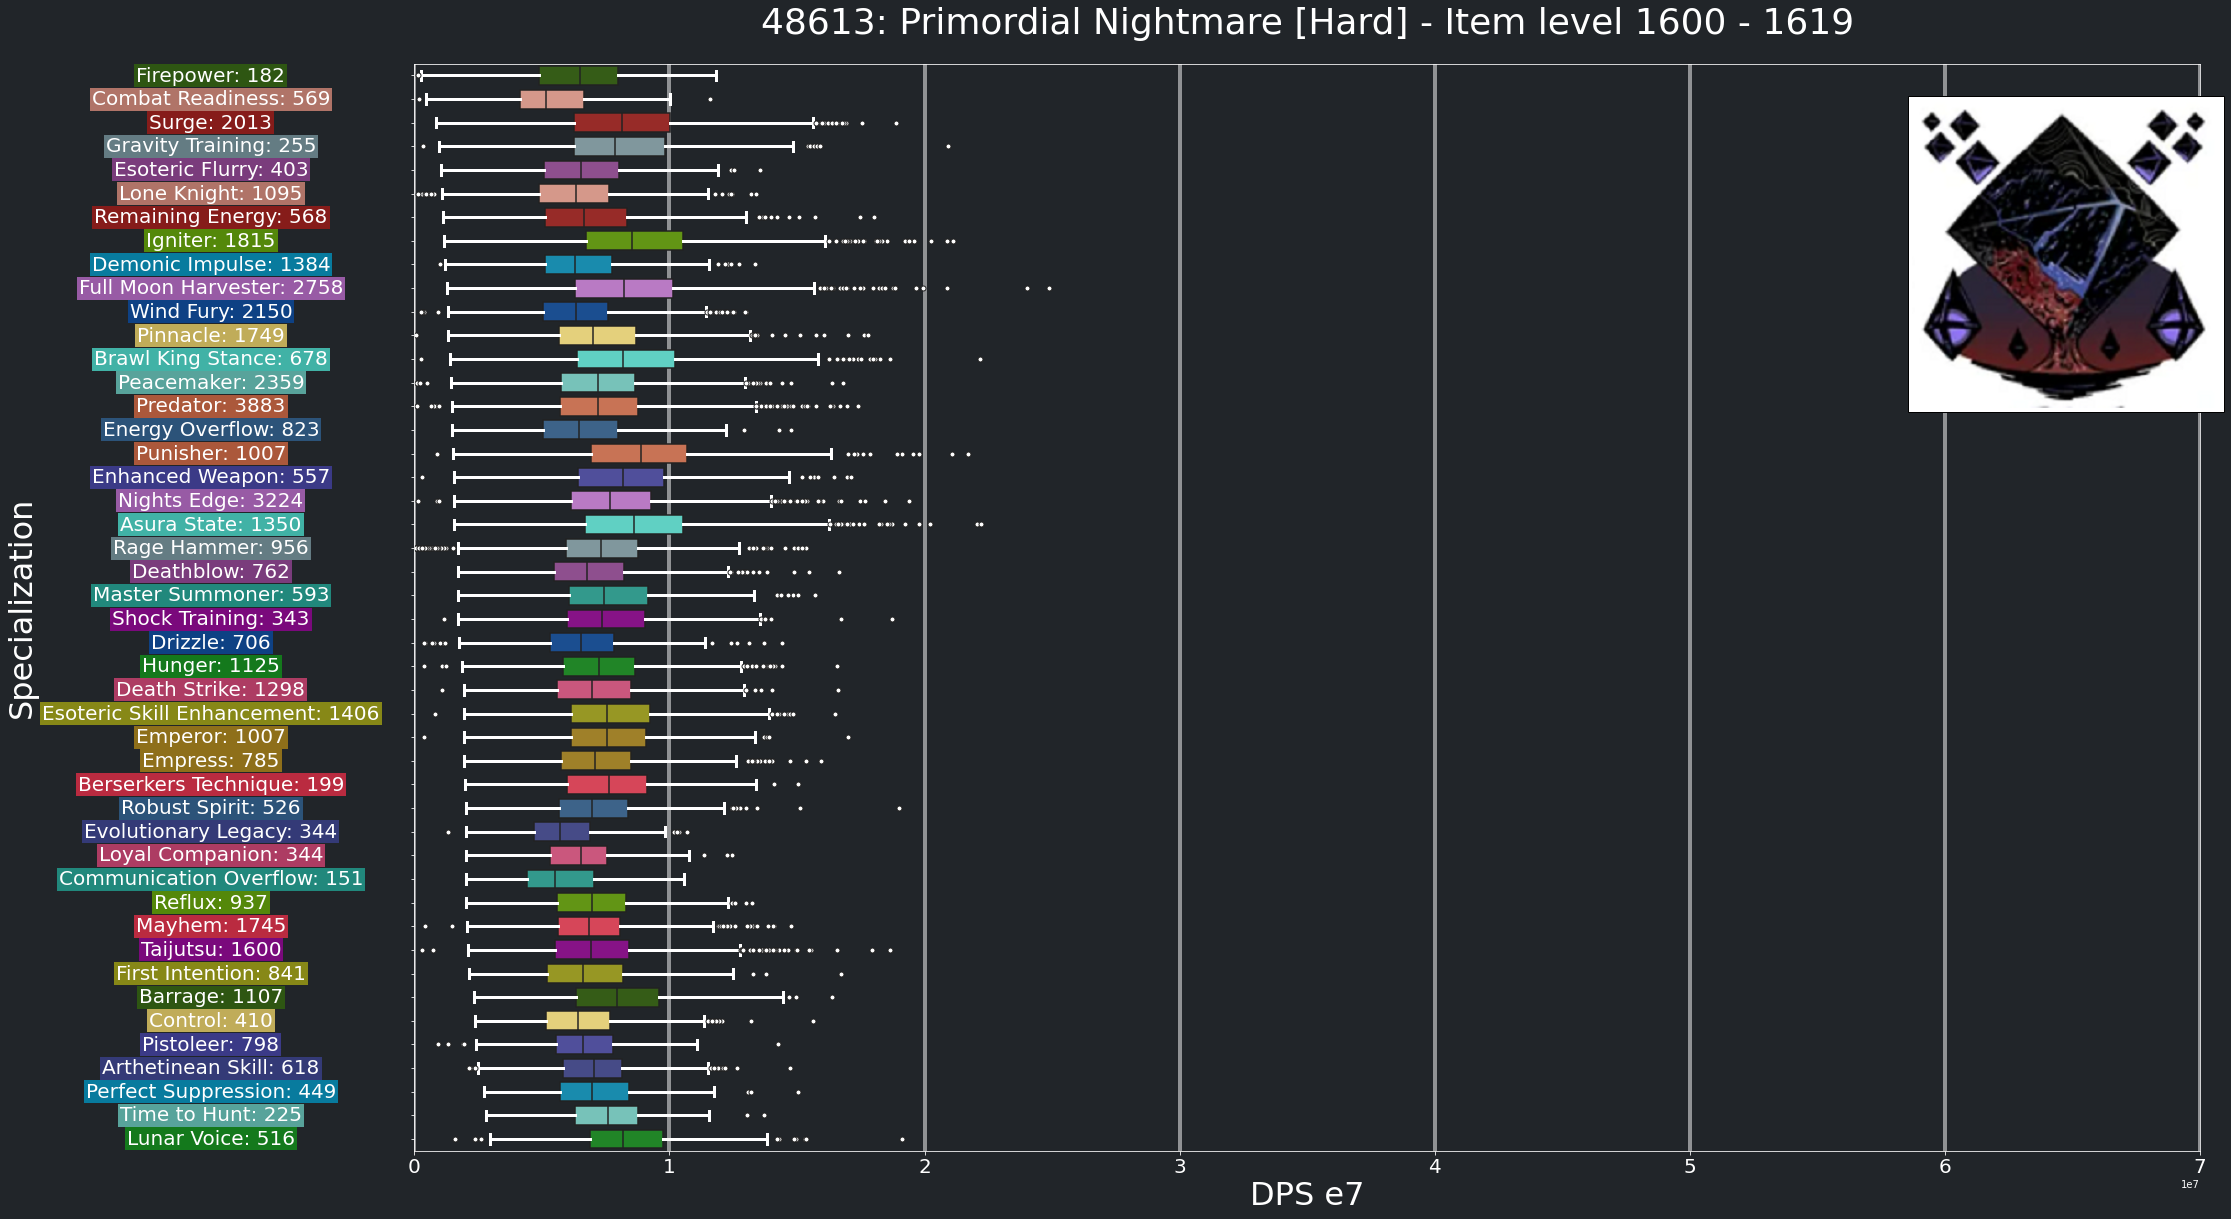 48613: Primordial Nightmare [Hard] - Item level 1600 - 1619
Specialization
Firepower: 182
Combat Readiness: 569
Surge: 2013
Gravity Training: 255
Esoteric Flurry: 403
Lone Knight: 1095
Remaining Energy: 568
Igniter: 1815
Demonic Impulse: 1384
Full Moon Harvester: 2758
Wind Fury: 2150
Pinnacle: 1749
Brawl King Stance: 678
Peacemaker: 2359
Predator: 3883
Energy Overflow: 823
Punisher: 1007
Enhanced Weapon: 557
Nights Edge: 3224
Asura State: 1350
Rage Hammer: 956
Deathblow: 762
Master Summoner: 593
Shock Training: 343
Drizzle: 706
Hunger: 1125
Death Strike: 1298
Esoteric Skill Enhancement: 1406
Emperor: 1007
Empress: 785
Berserkers Technique: 199
Robust Spirit: 526
Evolutionary Legacy: 344
Loyal Companion: 344
Communication Overflow: 151
Reflux: 937
Mayhem: 1745
Taijutsu: 1600
First Intention: 841
Barrage: 1107
Control: 410
Pistoleer: 798
Arthetinean Skill: 618
Perfect Suppression: 449
Time to Hunt: 225
Lunar Voice: 516
0 1 2 3 4 5 6 7
1e7
DPS e7